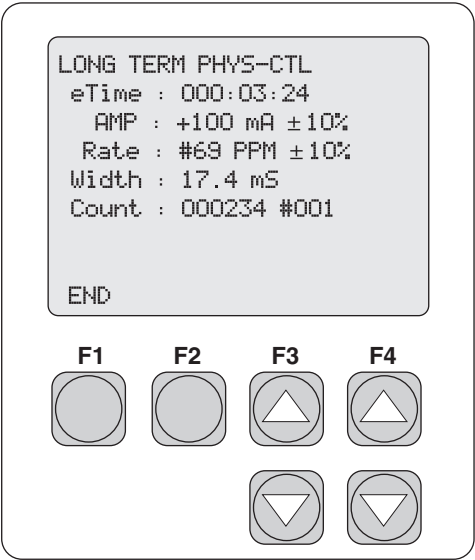 LONG TERM PHYS-CTL
eTime : 000:03:24
AMP : +100 mA ±10%
Rate : #69 PPM ±10%
Width : 17.4 mS
Count : 000234 #001
END
F1 F2 F3 F4